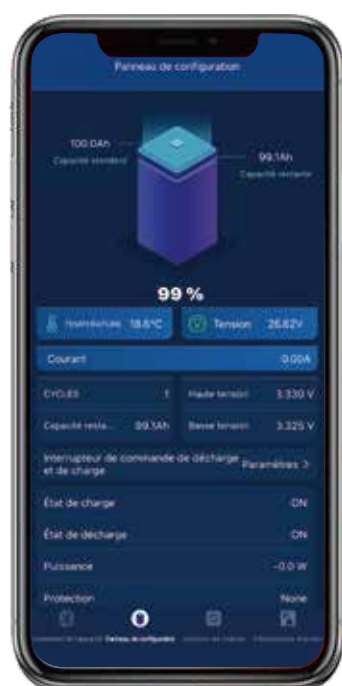 Panneau de configuration
100.0Ah
Capacité standard
99.1Ah
Capacité restante
99 %
Température 18.6°C
Tension 26.62V
Courant 0.00A
CYCLES 1
Haute tension 3.330 V
Capacité resta... 99.1Ah
Basse tension 3.325 V
Interrupteur de commande de décharge
et de charge
Paramètres >
État de charge ON
État de décharge ON
Puissance -0.0 W
Protection None
Panneau de configuration